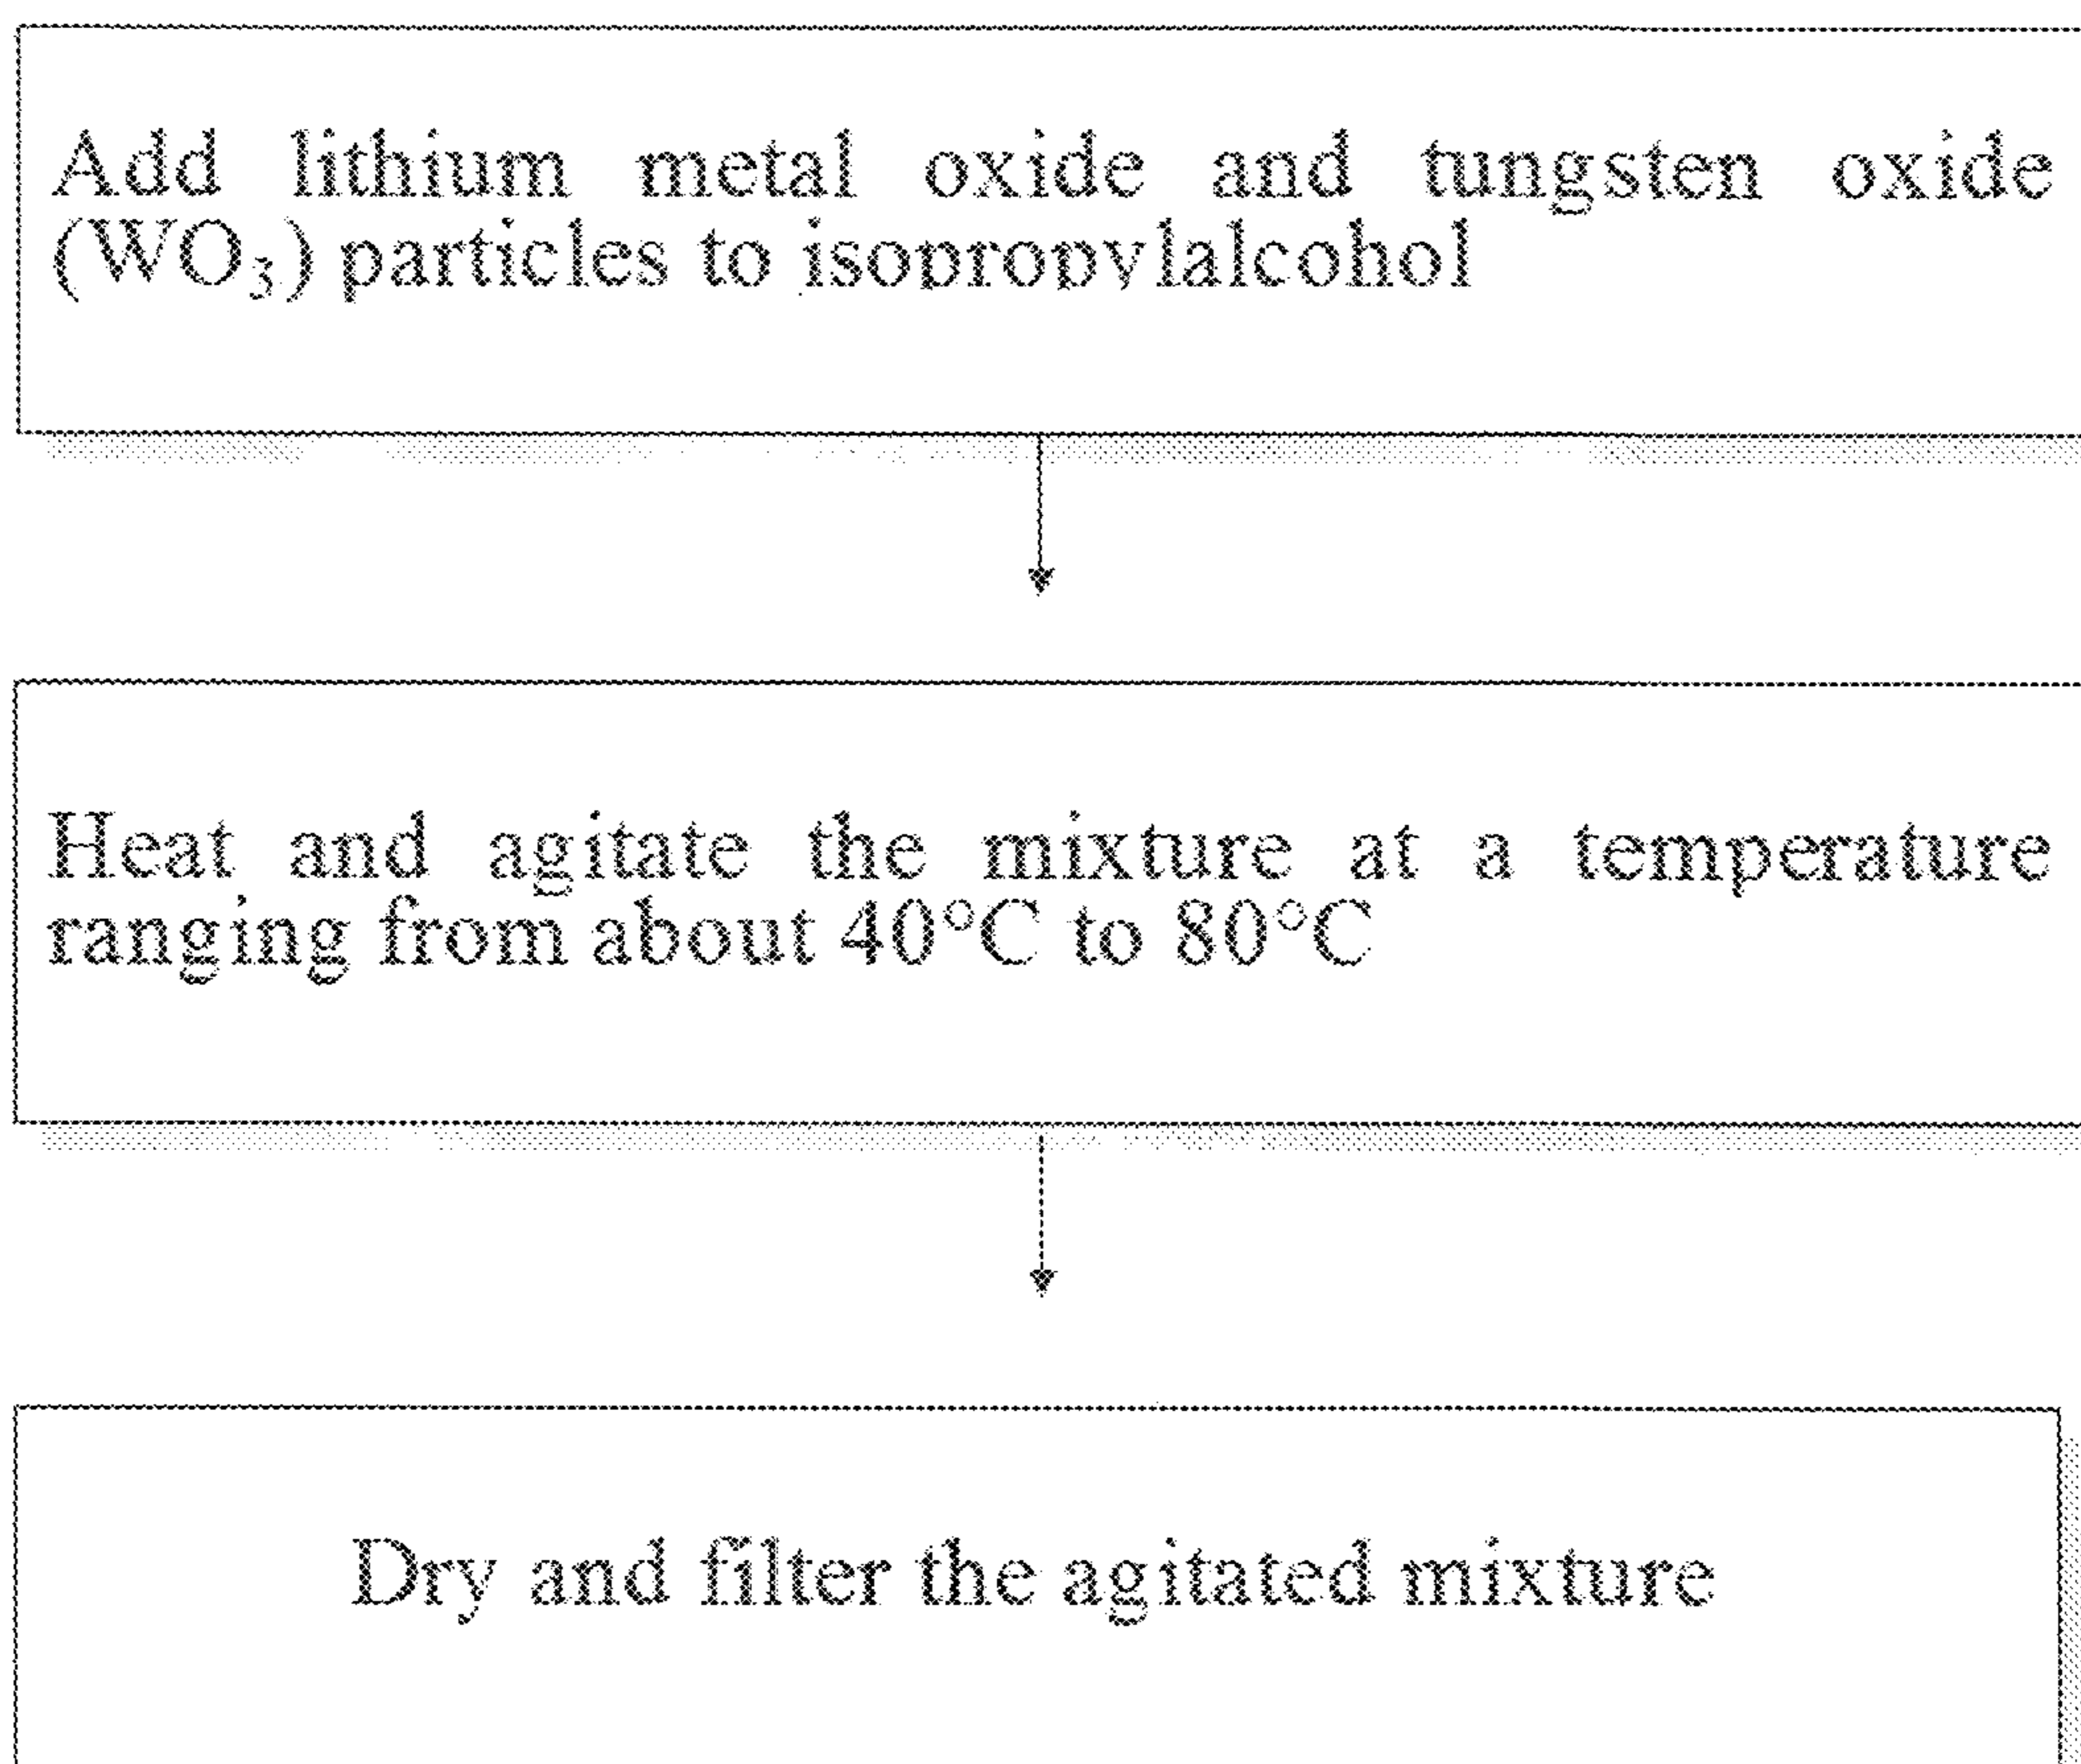 Add lithium metal oxide and tungsten oxide
(WO₃) particles to isopropylalcohol
Heat and agitate the mixture at a temperature
ranging from about 40°C to 80°C
Dry and filter the agitated mixture